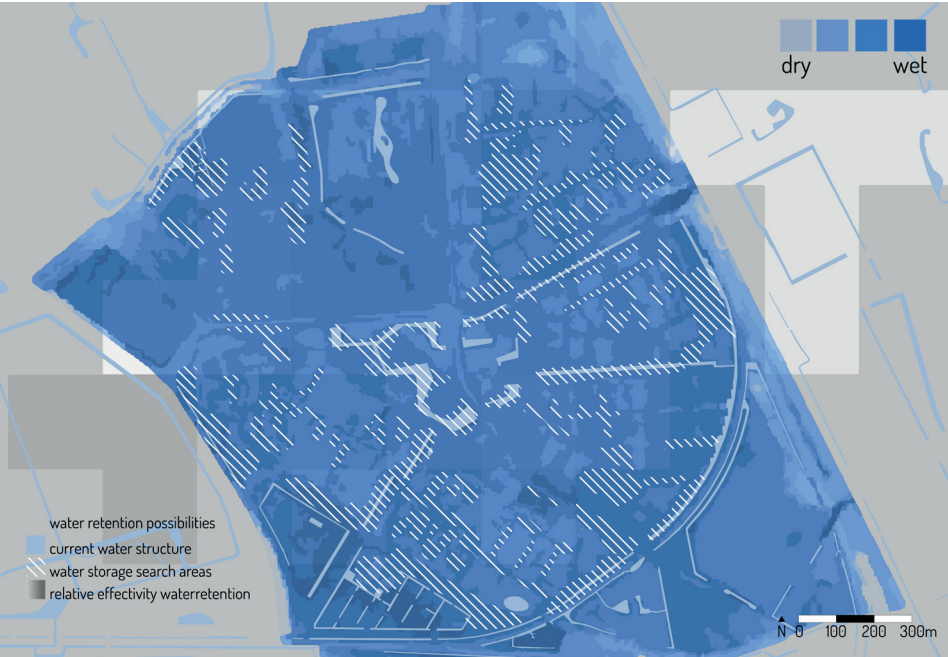 dry wet
water retention possibilities
current water structure
water storage search areas
relative effectivity waterretention
N 0 100 200 300m